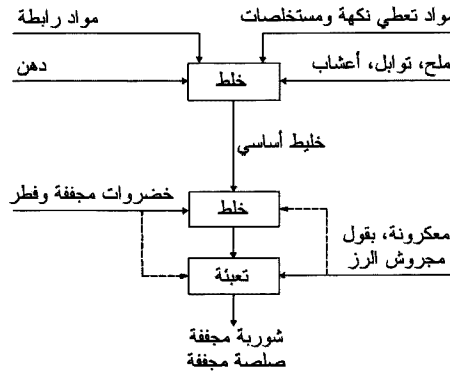 مواد تعطي نكهة ومستخلصات
مواد رابطة
ملح، توابل، أعشاب
خلط
دهن
خليط أساسي
خضروات مجففة وفطر
خلط
معكرونة، بقول
مجروش الرز
تعبئة
شوربة مجففة
صلصة مجففة